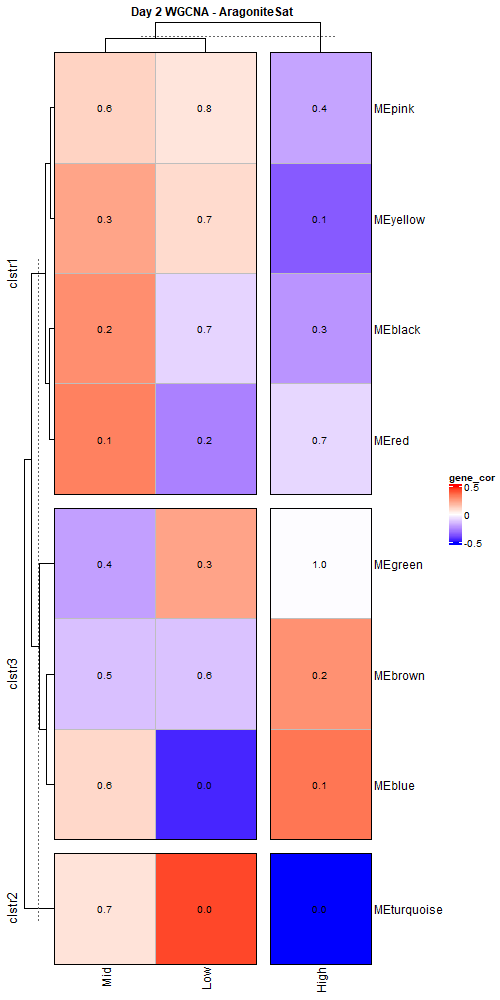 Day 2 WGCNA - AragoniteSat
clstr1
0.6 0.8 0.4 MEpink
0.3 0.7 0.1 MEyellow
0.2 0.7 0.3 MEblack
0.1 0.2 0.7 MEred
gene_cor
0.5
0
-0.5
clstr3
0.4 0.3 1.0 MEgreen
0.5 0.6 0.2 MEbrown
0.6 0.0 0.1 MEblue
clstr2
0.7 0.0 0.0 MEturquoise
Mid Low High